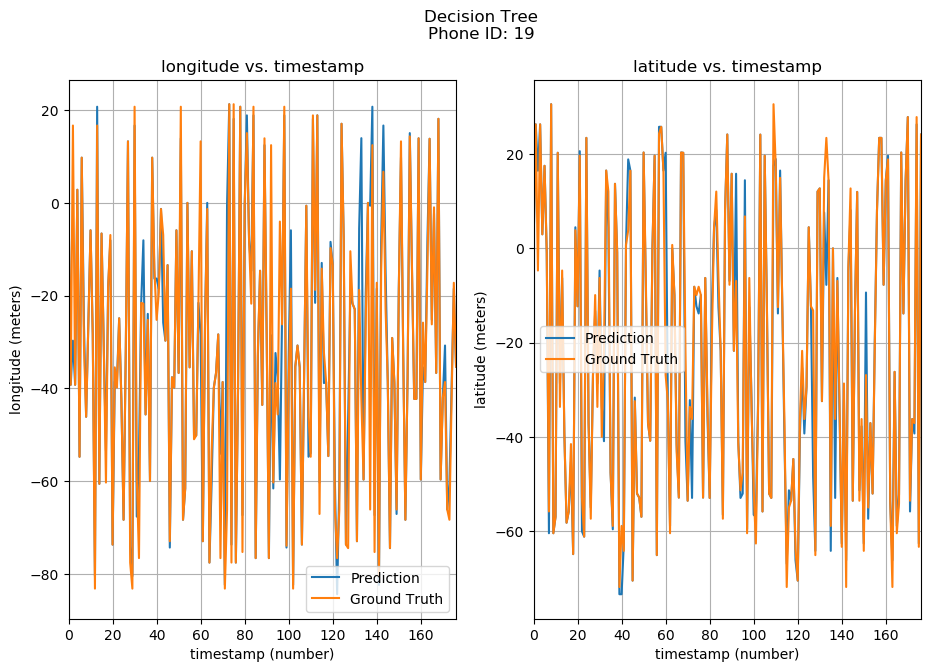 Decision Tree
Phone ID: 19
longitude vs. timestamp
longitude (meters)
20
0
−20
−40
−60
−80
0
20
40
60
80
100
120
140
160
timestamp (number)
Prediction
Ground Truth
latitude vs. timestamp
latitude (meters)
20
0
−20
−40
−60
0
20
40
60
80
100
120
140
160
timestamp (number)
Prediction
Ground Truth